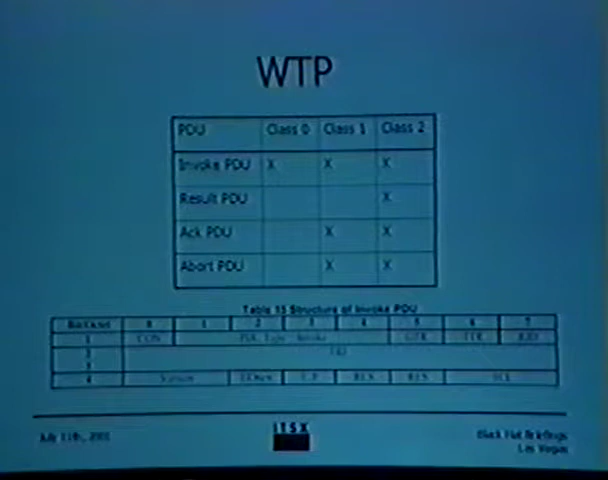 WTP
PDU Class 0 Class 1 Class 2
Invoke PDU X X X
Result PDU X
Ack PDU X X
Abort PDU X X
Table 15 Structure of Invoke PDU
Bit/Octet 0 1 2 3 4 5 6 7
1 CON PDU Type Invoke GTR TTR RID
2 TID
3
4 Version TIDnew U/P RES RES TCL
July 11th, 2001 ITSX Black Hat Briefings
Las Vegas